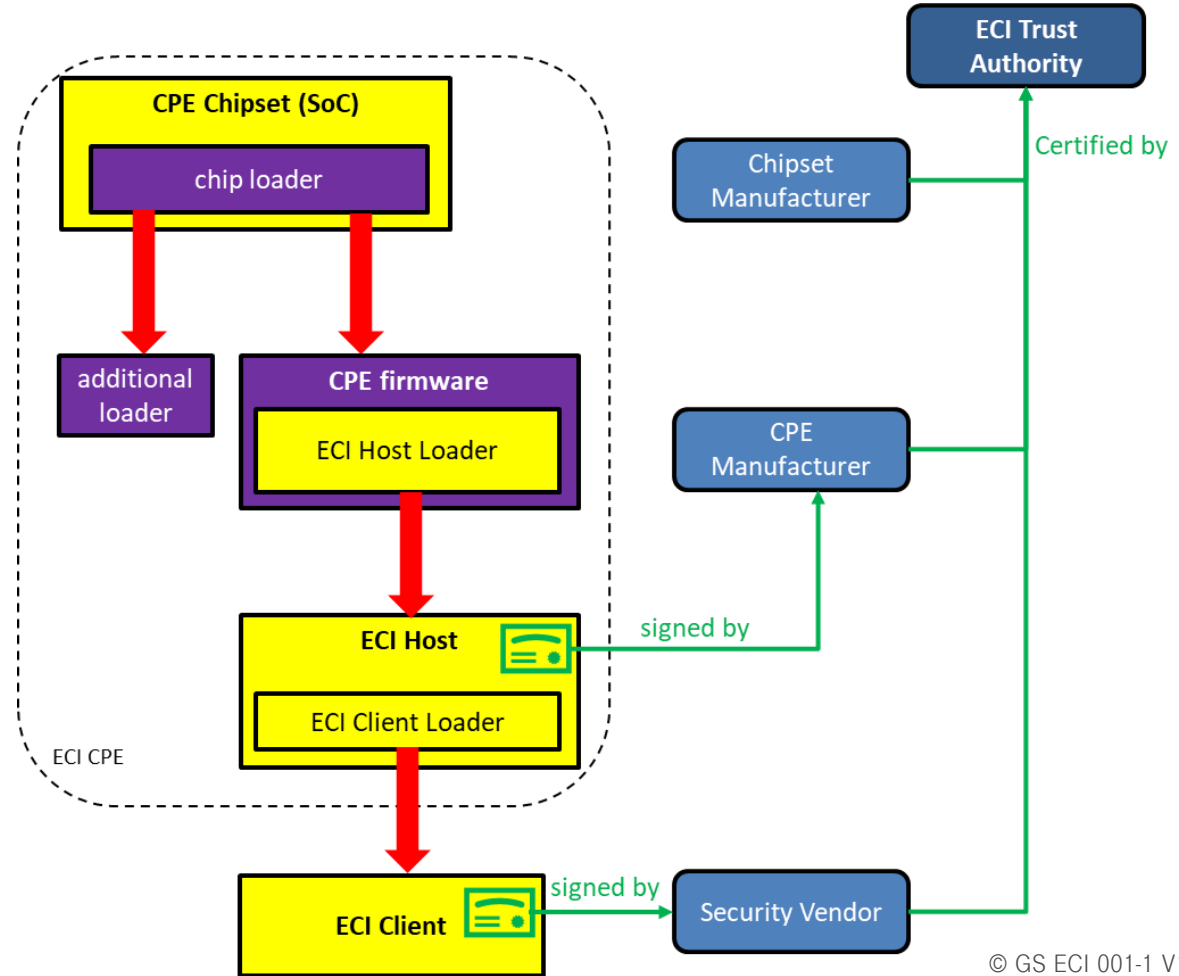 ECI Trust
Authority
CPE Chipset (SoC)
chip loader
Chipset
Manufacturer
Certified by
additional
loader
CPE firmware
ECI Host Loader
CPE
Manufacturer
ECI Host
signed by
ECI Client Loader
ECI CPE
ECI Client
signed by
Security Vendor
© GS ECI 001-1 V